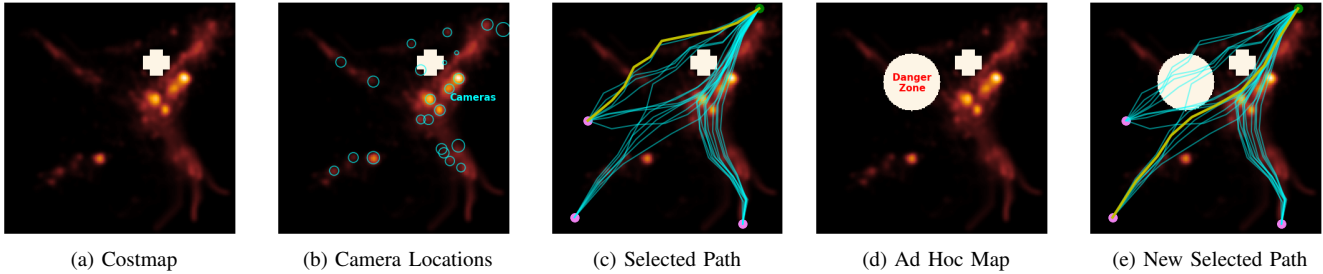 Cameras
Danger
Zone
(a) Costmap
(b) Camera Locations
(c) Selected Path
(d) Ad Hoc Map
(e) New Selected Path